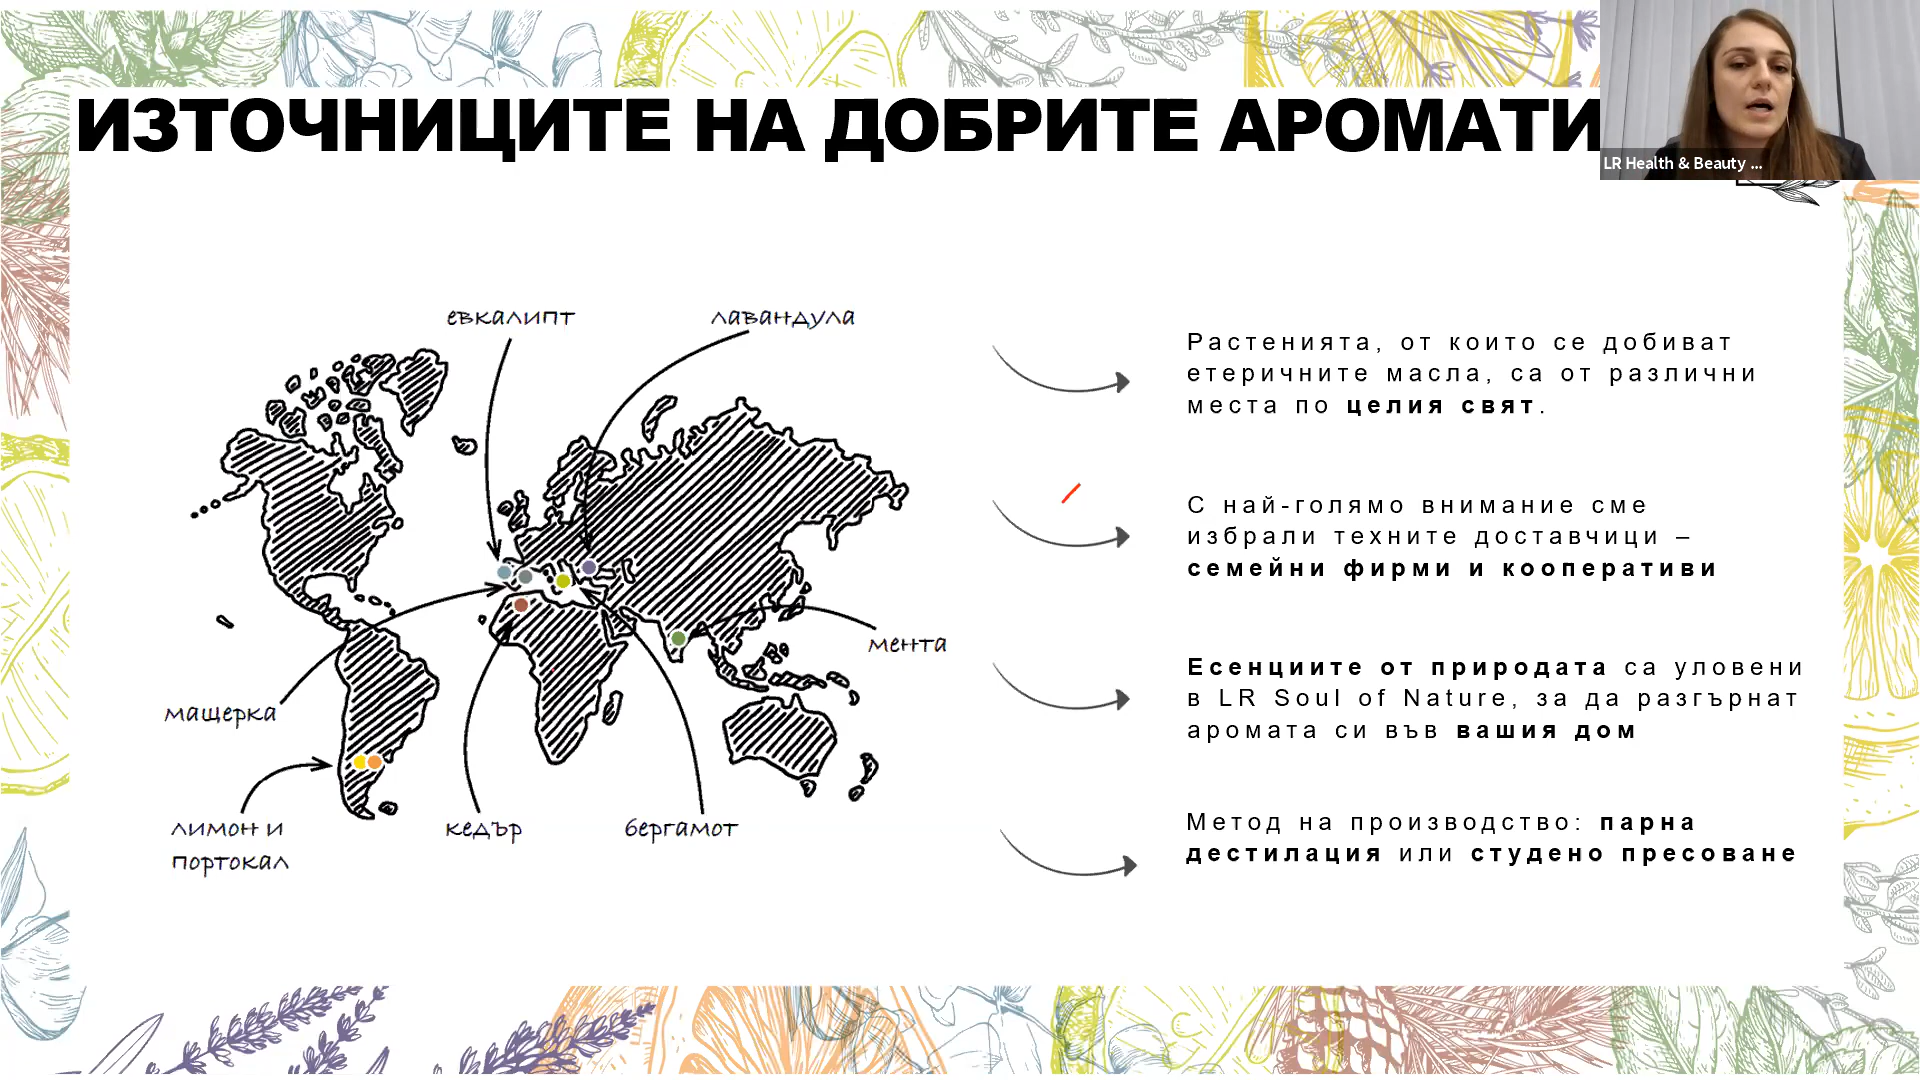 ИЗТОЧНИЦИТЕ НА ДОБРИТЕ АРОМАТИ
LR Health & Beauty ...
евкалипт
лавандула
мента
мащерка
лимон и
портокал
кедър
бергамот
Растенията, от които се добиват
етеричните масла, са от различни
места по целия свят.
С най-голямо внимание сме
избрали техните доставчици –
семейни фирми и кооперативи
Есенциите от природата са уловени
в LR Soul of Nature, за да разгърнат
аромата си във вашия дом
Метод на производство: парна
дестилация или студено пресоване